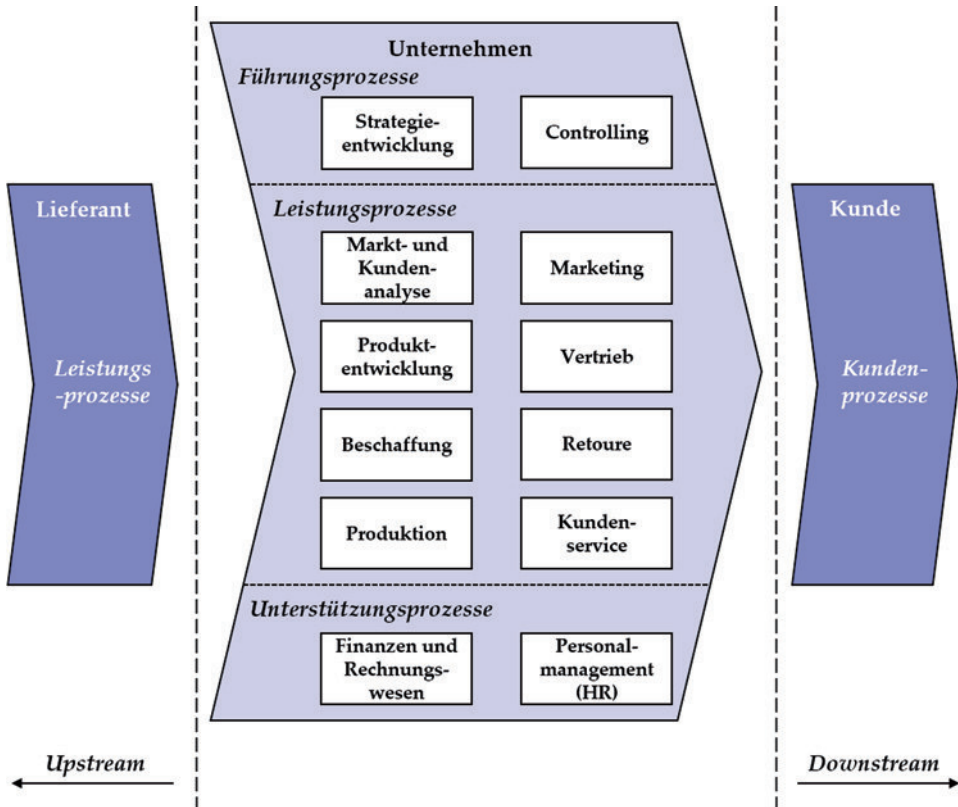 Unternehmen
Führungsprozesse
Strategie-
entwicklung
Controlling
Lieferant
Leistungs
-prozesse
Leistungsprozesse
Markt- und
Kunden-
analyse
Marketing
Produkt-
entwicklung
Vertrieb
Beschaffung
Retoure
Produktion
Kunden-
service
Kunde
Kunden-
prozesse
Unterstützungsprozesse
Finanzen und
Rechnungs-
wesen
Personal-
management
(HR)
Upstream
Downstream